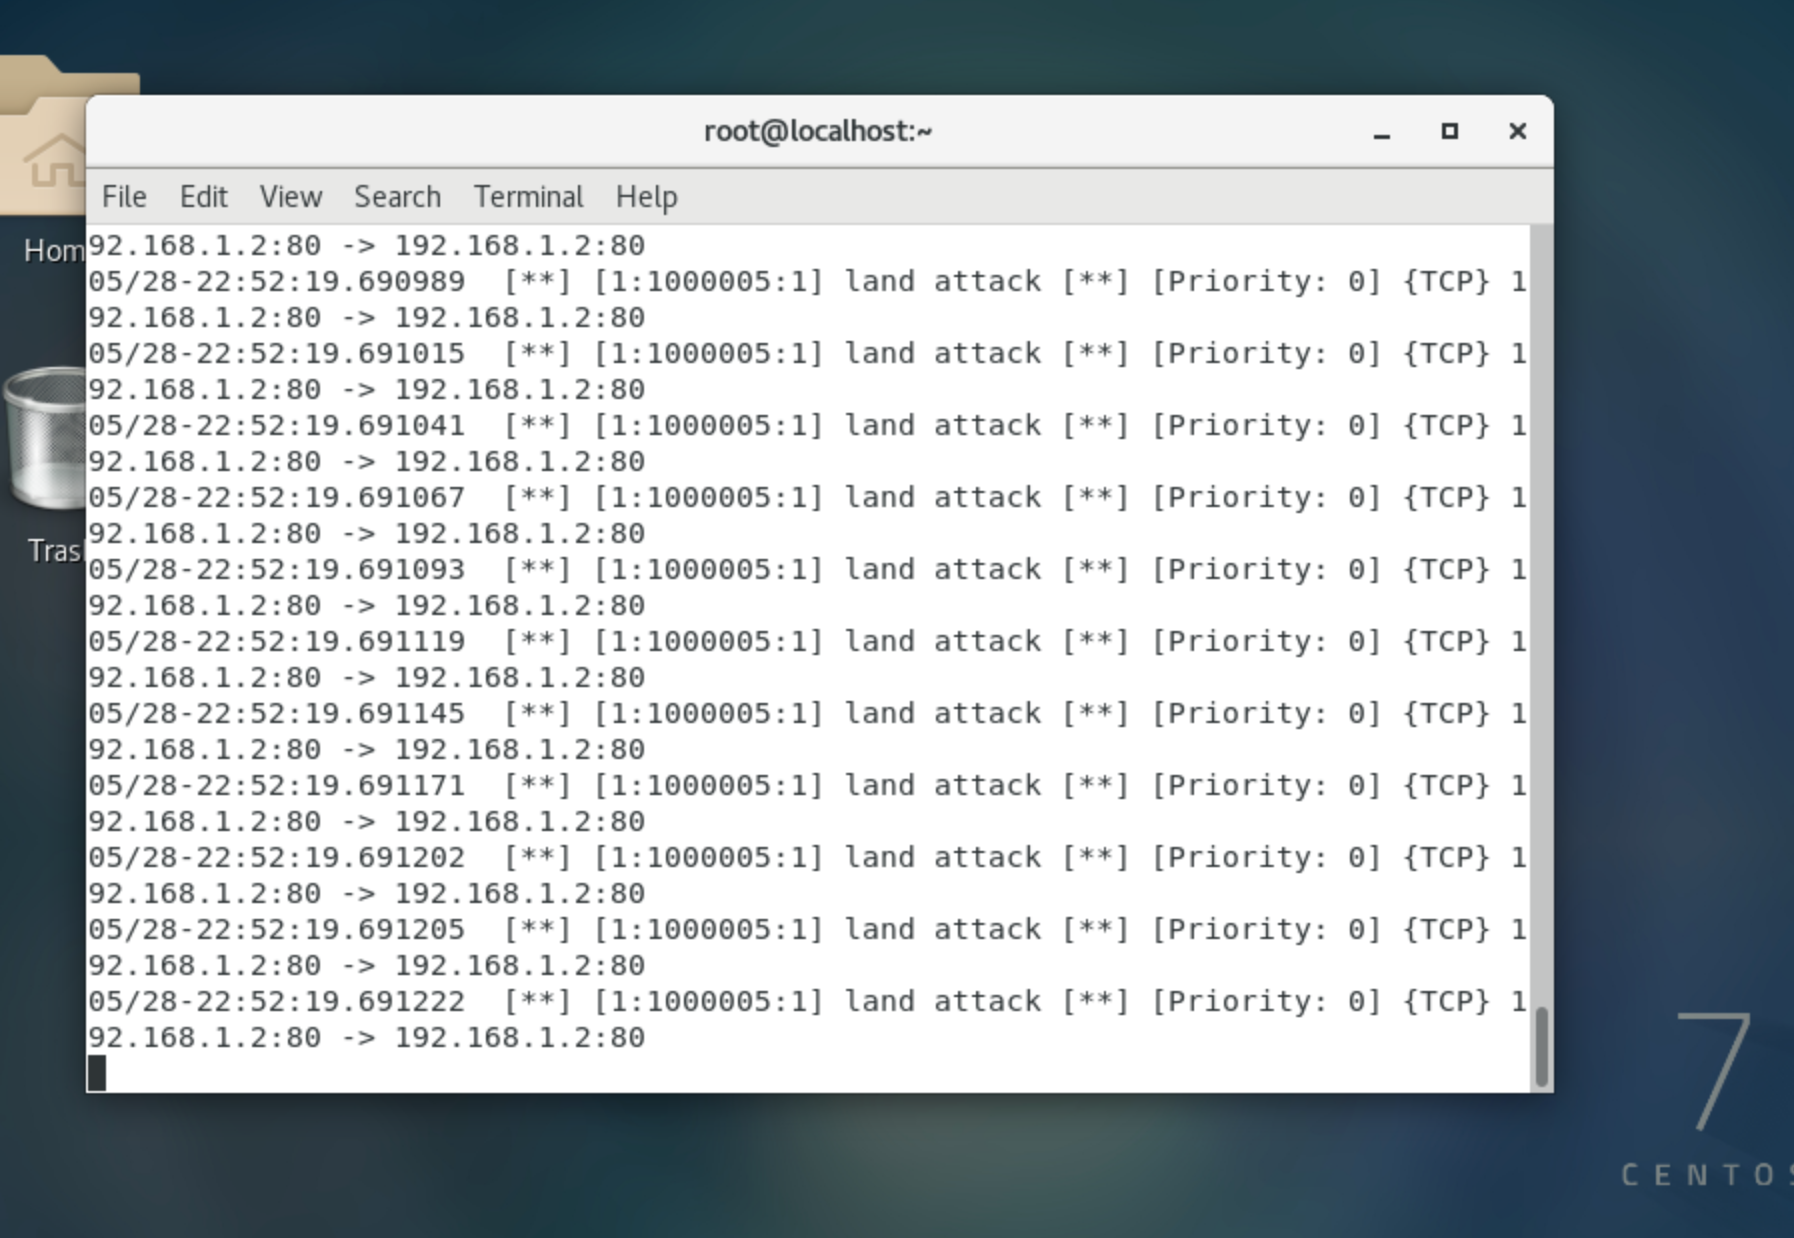 root@localhost:~
File Edit View Search Terminal Help
Hom
Tras
92.168.1.2:80 -> 192.168.1.2:80
05/28-22:52:19.690989  [**] [1:1000005:1] land attack [**] [Priority: 0] {TCP} 1
92.168.1.2:80 -> 192.168.1.2:80
05/28-22:52:19.691015  [**] [1:1000005:1] land attack [**] [Priority: 0] {TCP} 1
92.168.1.2:80 -> 192.168.1.2:80
05/28-22:52:19.691041  [**] [1:1000005:1] land attack [**] [Priority: 0] {TCP} 1
92.168.1.2:80 -> 192.168.1.2:80
05/28-22:52:19.691067  [**] [1:1000005:1] land attack [**] [Priority: 0] {TCP} 1
92.168.1.2:80 -> 192.168.1.2:80
05/28-22:52:19.691093  [**] [1:1000005:1] land attack [**] [Priority: 0] {TCP} 1
92.168.1.2:80 -> 192.168.1.2:80
05/28-22:52:19.691119  [**] [1:1000005:1] land attack [**] [Priority: 0] {TCP} 1
92.168.1.2:80 -> 192.168.1.2:80
05/28-22:52:19.691145  [**] [1:1000005:1] land attack [**] [Priority: 0] {TCP} 1
92.168.1.2:80 -> 192.168.1.2:80
05/28-22:52:19.691171  [**] [1:1000005:1] land attack [**] [Priority: 0] {TCP} 1
92.168.1.2:80 -> 192.168.1.2:80
05/28-22:52:19.691202  [**] [1:1000005:1] land attack [**] [Priority: 0] {TCP} 1
92.168.1.2:80 -> 192.168.1.2:80
05/28-22:52:19.691205  [**] [1:1000005:1] land attack [**] [Priority: 0] {TCP} 1
92.168.1.2:80 -> 192.168.1.2:80
05/28-22:52:19.691222  [**] [1:1000005:1] land attack [**] [Priority: 0] {TCP} 1
92.168.1.2:80 -> 192.168.1.2:80
7
CENTOS